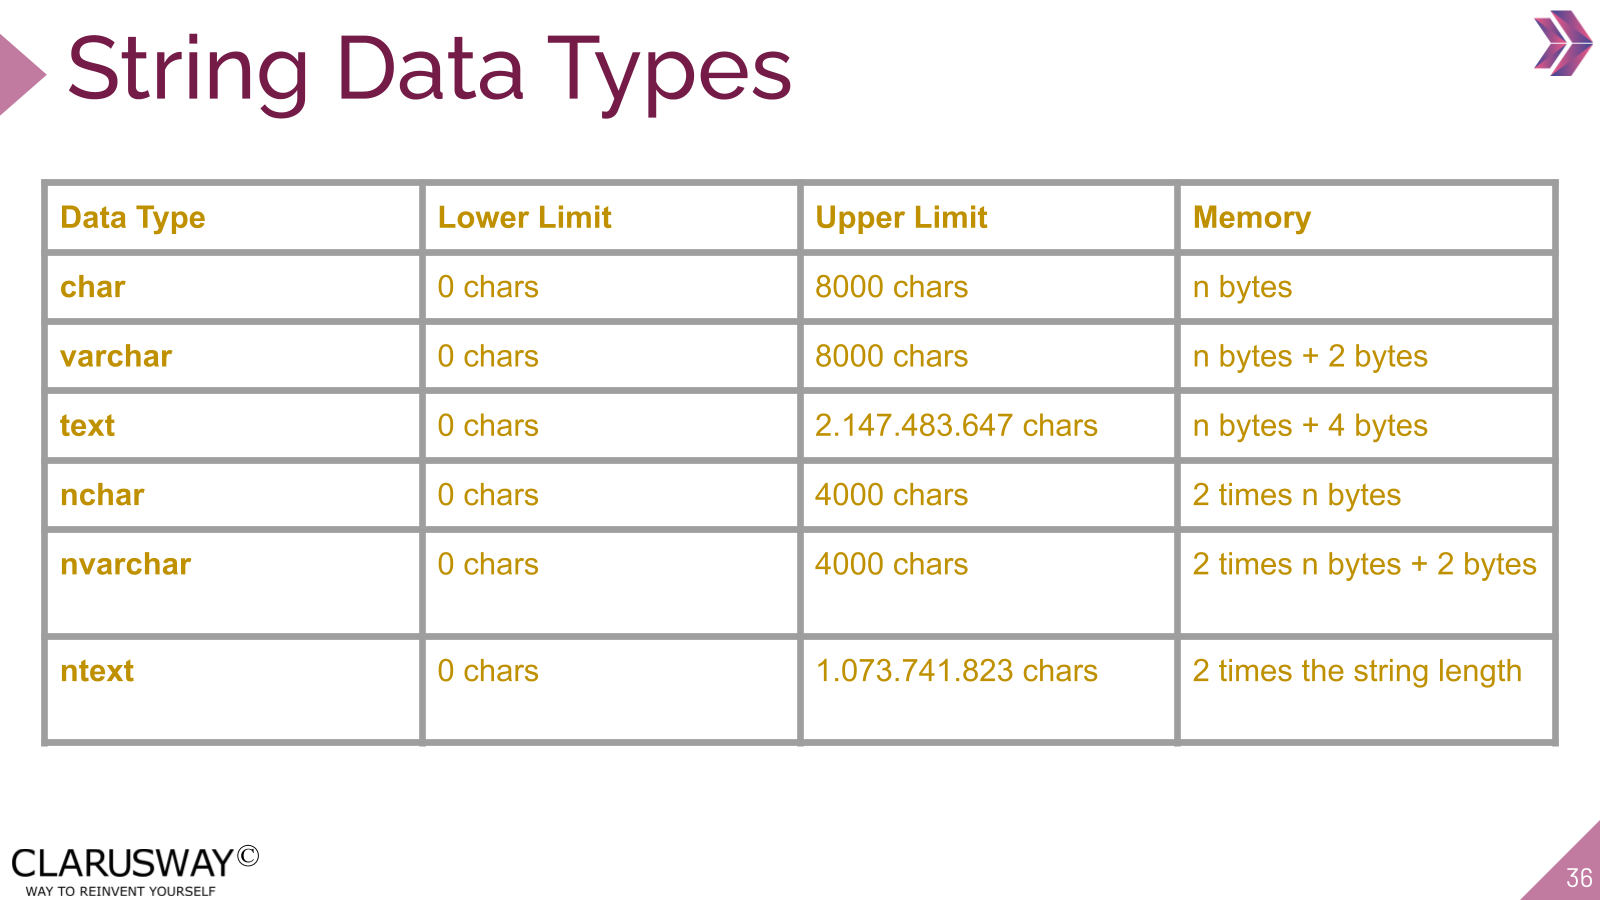 String Data Types
Data Type Lower Limit Upper Limit Memory
char 0 chars 8000 chars n bytes
varchar 0 chars 8000 chars n bytes + 2 bytes
text 0 chars 2.147.483.647 chars n bytes + 4 bytes
nchar 0 chars 4000 chars 2 times n bytes
nvarchar 0 chars 4000 chars 2 times n bytes + 2 bytes
ntext 0 chars 1.073.741.823 chars 2 times the string length
CLARUSWAY©
WAY TO REINVENT YOURSELF
36